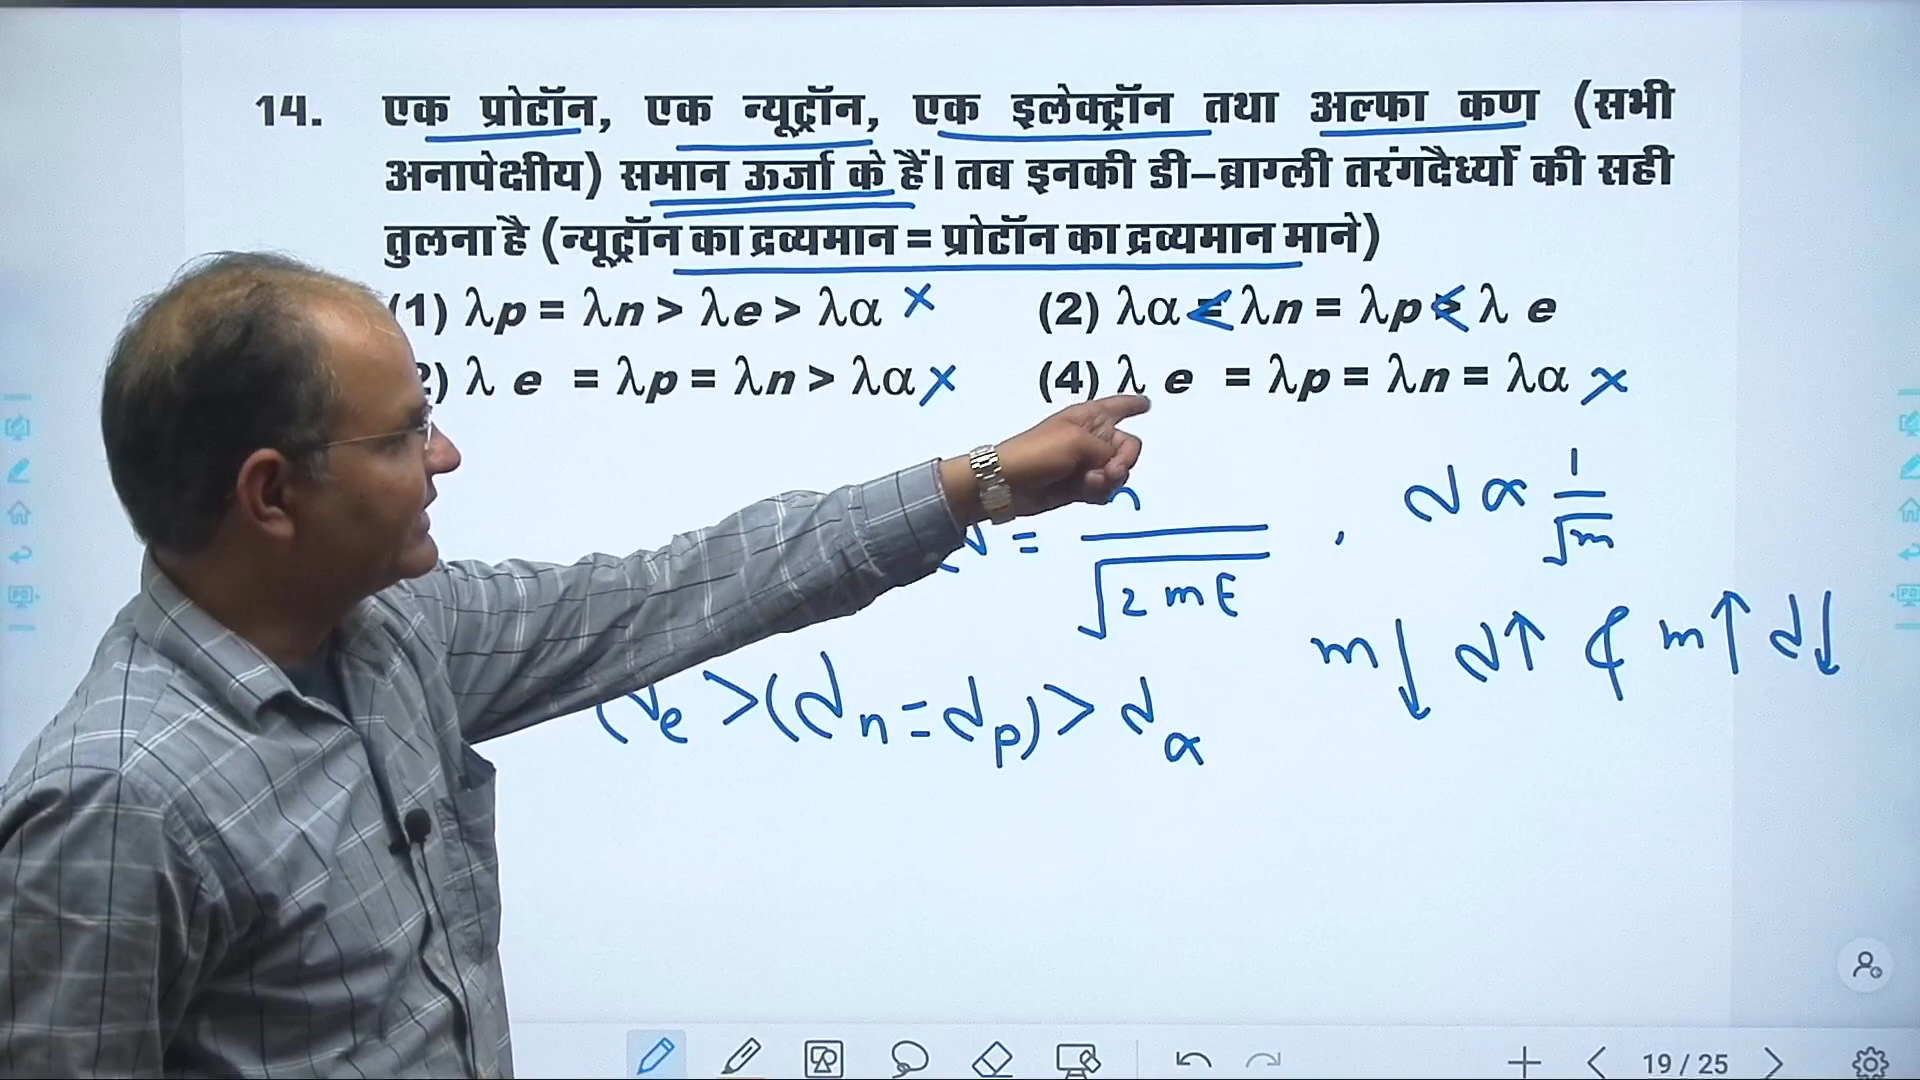 14. एक प्रोटॉन, एक न्यूट्रॉन, एक इलेक्ट्रॉन तथा अल्फा कण (सभी
अनापेक्षीय) समान ऊर्जा के हैं। तब इनकी डी–ब्राग्ली तरंगदैर्ध्यों की सही
तुलना है (न्यूट्रॉन का द्रव्यमान = प्रोटॉन का द्रव्यमान माने)
(1) λp = λn > λe > λα ×
(2) λα < λn = λp < λ e
2) λ e = λp = λn > λα ×
(4) λ e = λp = λn = λα ×
λ = h / √2mE , λ α 1/√m
m↓ λ↑ & m↑ λ↓
(λe > (λn = λp) > λα
19 / 25